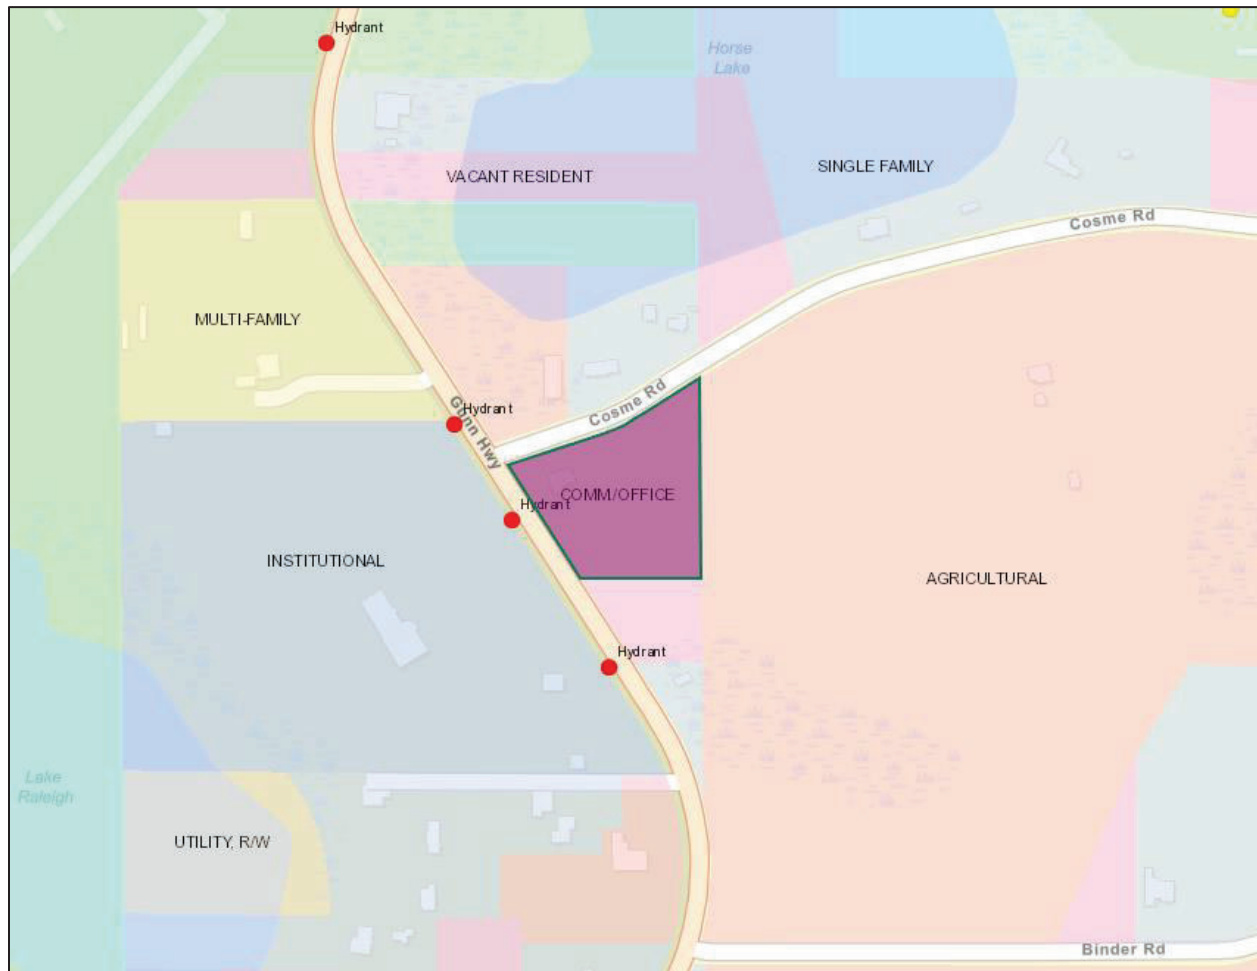 Hydrant
Horse
Lake
SINGLE FAMILY
VACANT RESIDENT
Cosme Rd
MULTI-FAMILY
Cosme Rd
Hydrant
Gunn Hwy
COMM./OFFICE
Hydrant
INSTITUTIONAL
AGRICULTURAL
Hydrant
Lake
Raleigh
UTILITY, R/W
Binder Rd